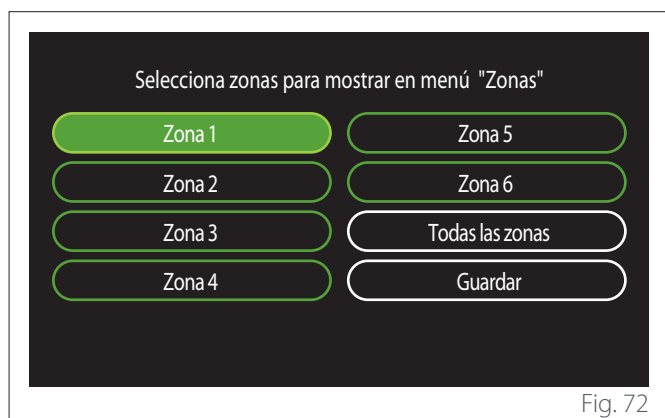 Selecciona zonas para mostrar en menú "Zonas"
Zona 1
Zona 2
Zona 3
Zona 4
Zona 5
Zona 6
Todas las zonas
Guardar
Fig. 72